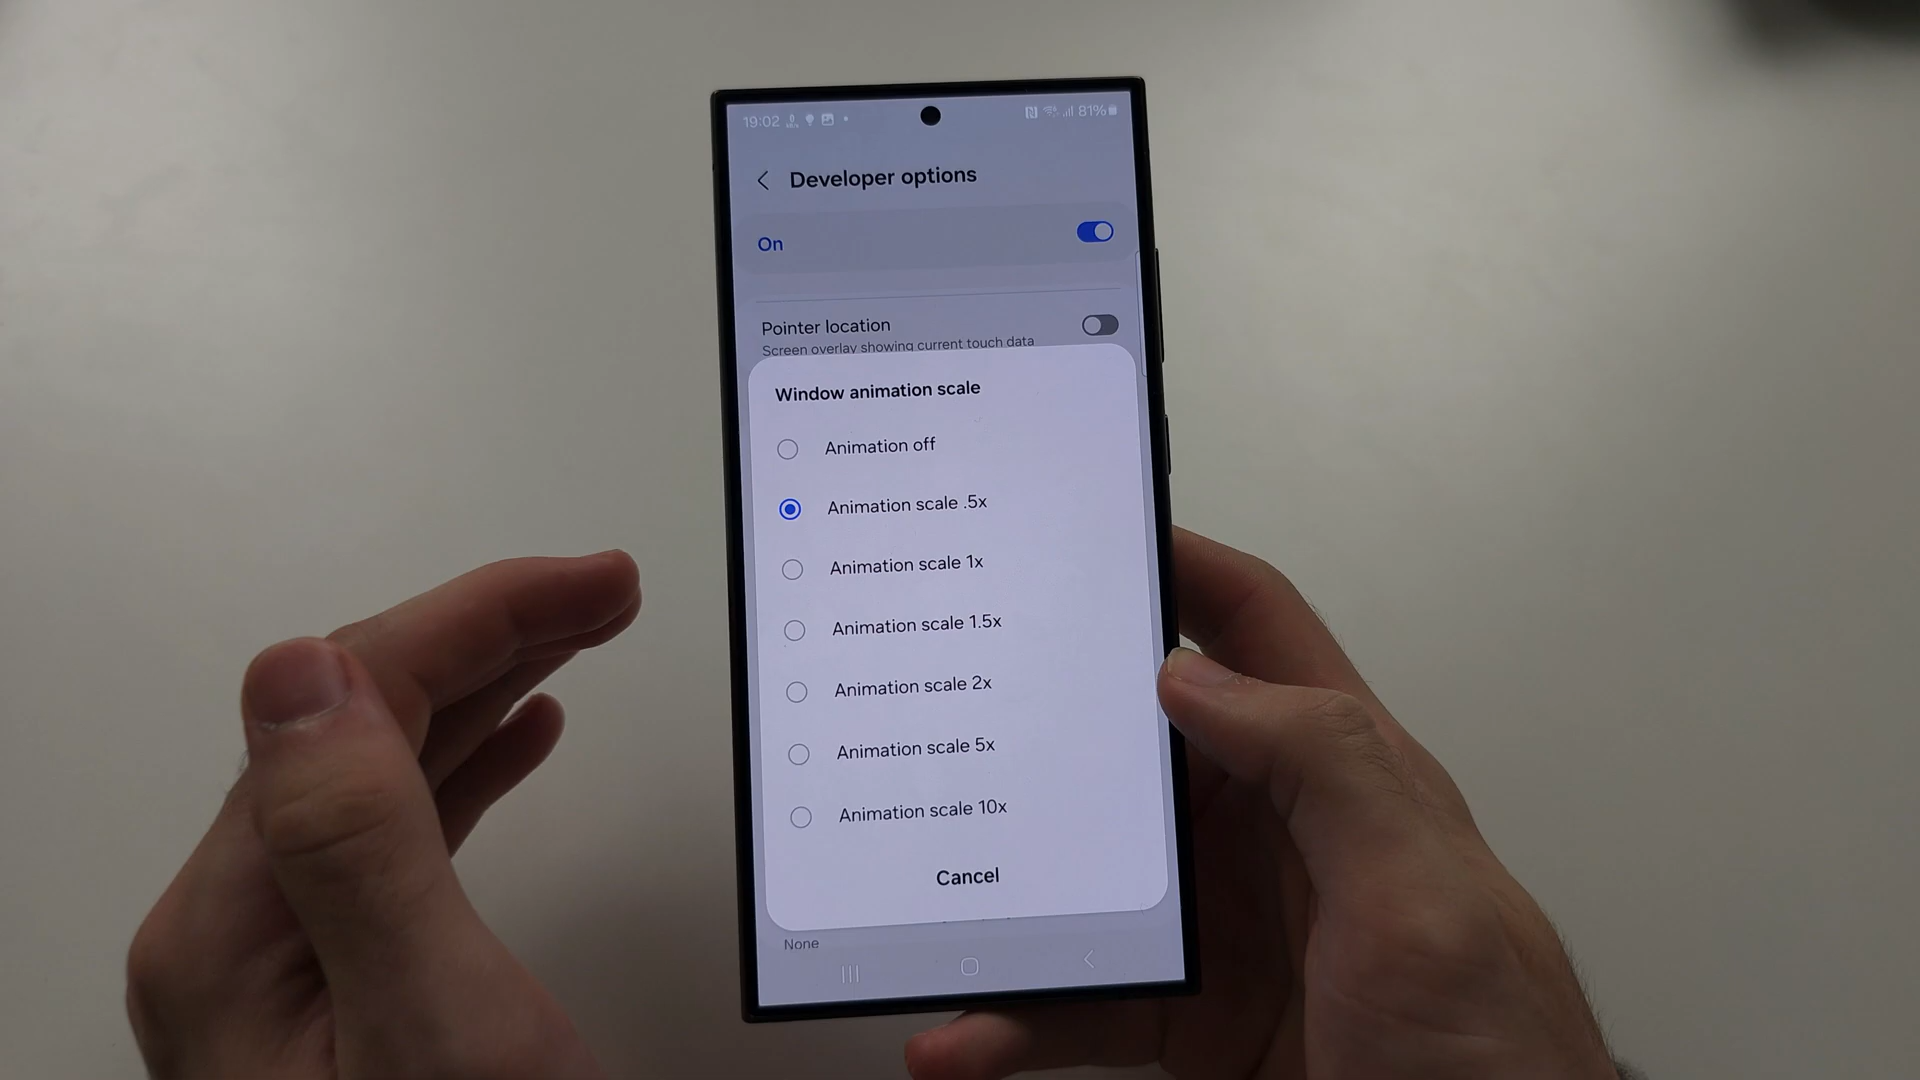 19:02 81%
Developer options
On
Pointer location
Screen overlay showing current touch data
Window animation scale
Animation off
Animation scale .5x
Animation scale 1x
Animation scale 1.5x
Animation scale 2x
Animation scale 5x
Animation scale 10x
Cancel
None